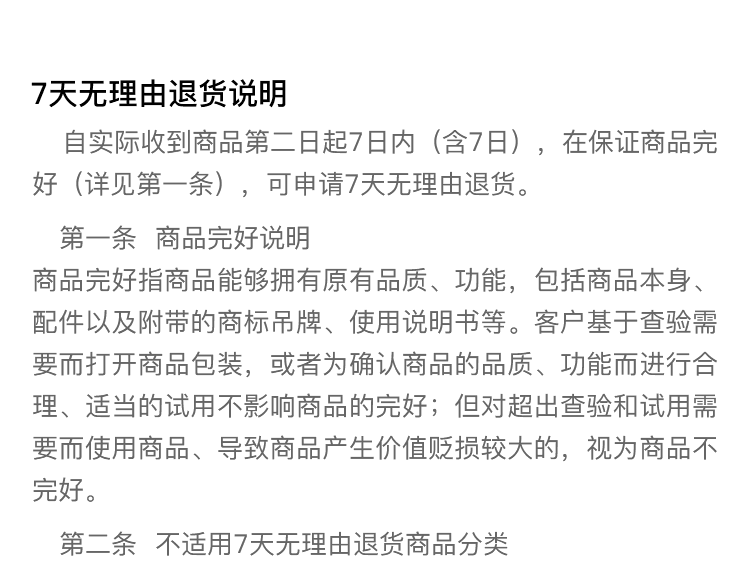 7天无理由退货说明
自实际收到商品第二日起7日内（含7日），在保证商品完
好（详见第一条），可申请7天无理由退货。
第一条 商品完好说明
商品完好指商品能够拥有原有品质、功能，包括商品本身、
配件以及附带的商标吊牌、使用说明书等。客户基于查验需
要而打开商品包装，或者为确认商品的品质、功能而进行合
理、适当的试用不影响商品的完好；但对超出查验和试用需
要而使用商品、导致商品产生价值贬损较大的，视为商品不
完好。
第二条 不适用7天无理由退货商品分类